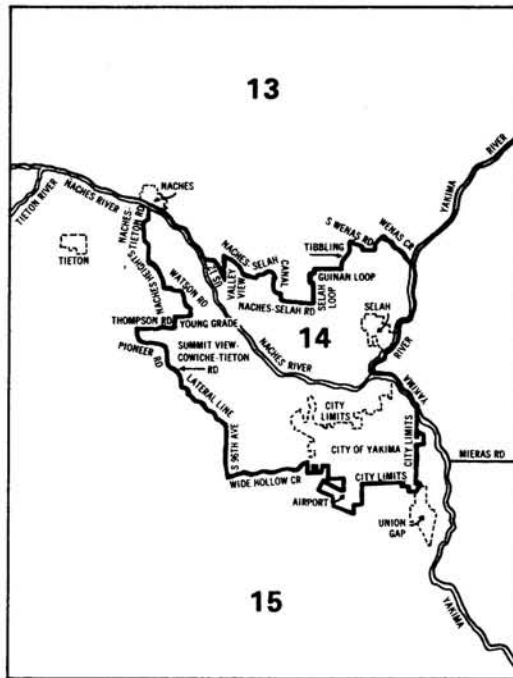 13
NACHES
TIETON RIVER
NACHES RIVER
TIETON
NACHES-
TIETON RD
NACHES HEIGHTS
WATSON RD
US 12
VALLEY
VIEW
NACHES-SELAH
CANAL
TIBBLING
S WENAS RD
WENAS CR
YAKIMA
RIVER
GUINAN LOOP
SELAH
LOOP
NACHES-SELAH RD
SELAH
RIVER
14
THOMPSON RD
YOUNG GRADE
PIONEER RD
SUMMIT VIEW-
COWICHE-TIETON
RD
NACHES RIVER
LATERAL LINE
YAKIMA
CITY
LIMITS
CITY LIMITS
S 96TH AVE
CITY OF YAKIMA
MIERAS RD
WIDE HOLLOW CR
CITY LIMITS
AIRPORT
UNION
GAP
15
YAKIMA